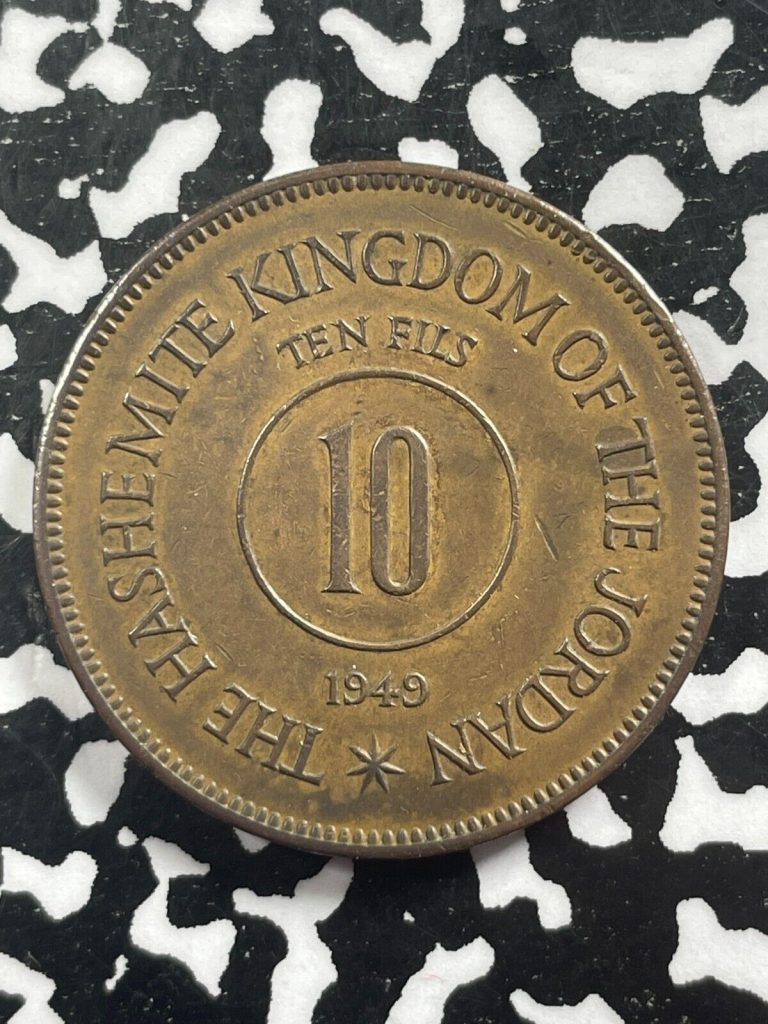 THE HASHEMITE KINGDOM OF THE JORDAN
TEN FILS
10
1949